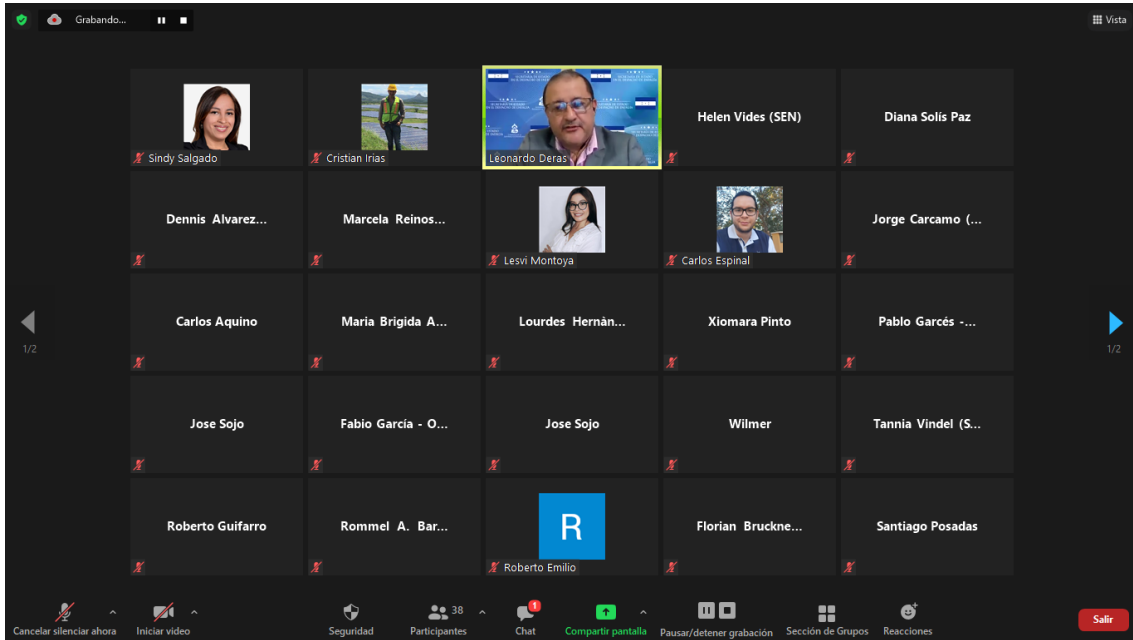 Grabando...
Vista
Sindy Salgado
Cristian Irias
Leonardo Deras
Helen Vides (SEN)
Diana Solís Paz
Dennis Alvarez...
Marcela Reinos...
Lesvi Montoya
Carlos Espinal
Jorge Carcamo (...
Carlos Aquino
Maria Brigida A...
Lourdes Hernàn...
Xiomara Pinto
Pablo Garcés -...
1/2
1/2
Jose Sojo
Fabio García - O...
Jose Sojo
Wilmer
Tannia Vindel (S...
Roberto Guifarro
Rommel A. Bar...
R
Roberto Emilio
Florian Bruckne...
Santiago Posadas
Cancelar silenciar ahora
Iniciar video
Seguridad
38
Participantes
1
Chat
Compartir pantalla
Pausar/detener grabación
Sección de Grupos
Reacciones
Salir